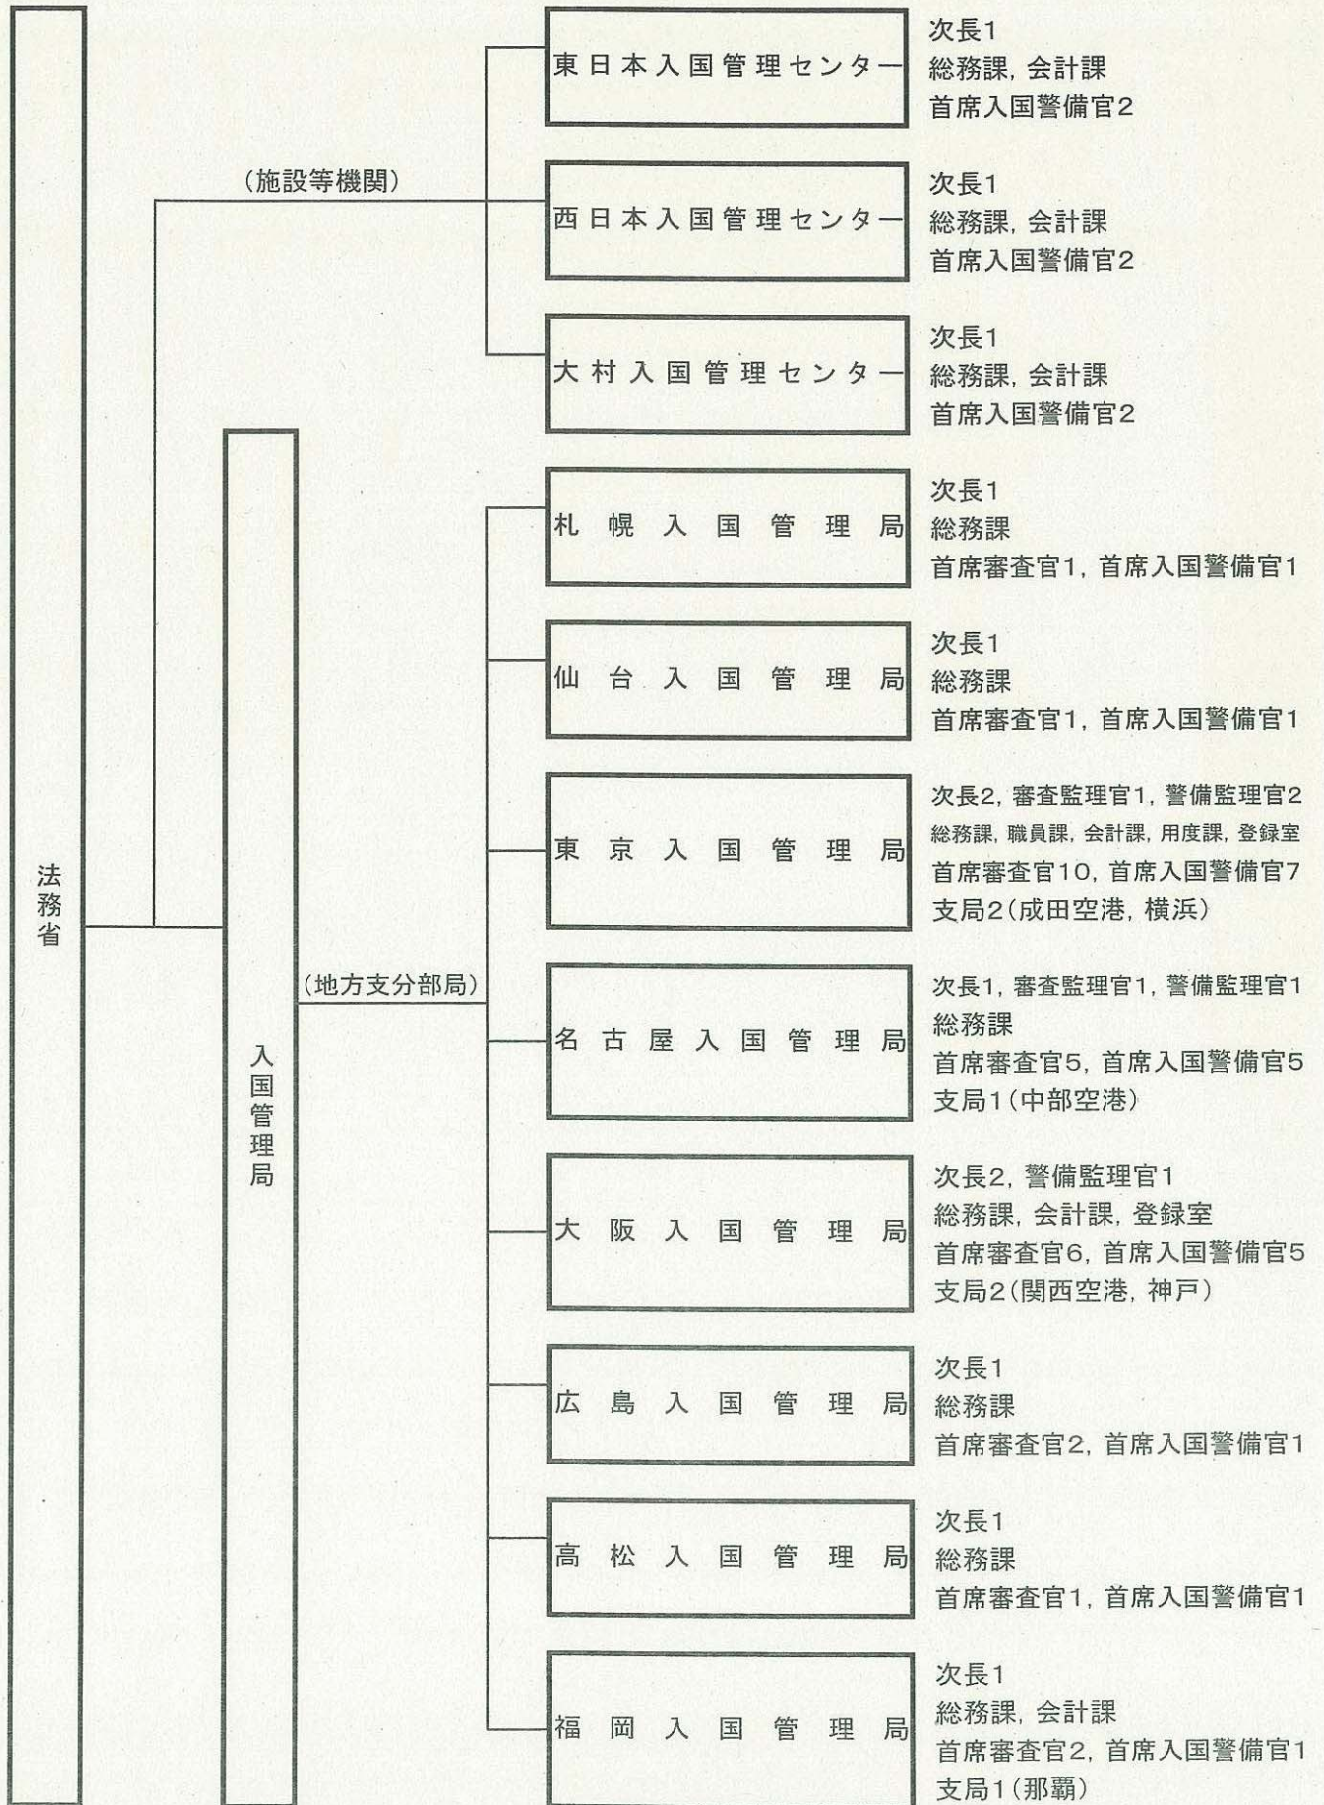 法務省
(施設等機関)
東日本入国管理センター
次長1
総務課, 会計課
首席入国警備官2
西日本入国管理センター
次長1
総務課, 会計課
首席入国警備官2
大村入国管理センター
次長1
総務課, 会計課
首席入国警備官2
入国管理局
(地方支分部局)
札幌入国管理局
次長1
総務課
首席審査官1, 首席入国警備官1
仙台入国管理局
次長1
総務課
首席審査官1, 首席入国警備官1
東京入国管理局
次長2, 審査監理官1, 警備監理官2
総務課, 職員課, 会計課, 用度課, 登録室
首席審査官10, 首席入国警備官7
支局2(成田空港, 横浜)
名古屋入国管理局
次長1, 審査監理官1, 警備監理官1
総務課
首席審査官5, 首席入国警備官5
支局1(中部空港)
大阪入国管理局
次長2, 警備監理官1
総務課, 会計課, 登録室
首席審査官6, 首席入国警備官5
支局2(関西空港, 神戸)
広島入国管理局
次長1
総務課
首席審査官2, 首席入国警備官1
高松入国管理局
次長1
総務課
首席審査官1, 首席入国警備官1
福岡入国管理局
次長1
総務課, 会計課
首席審査官2, 首席入国警備官1
支局1(那覇)